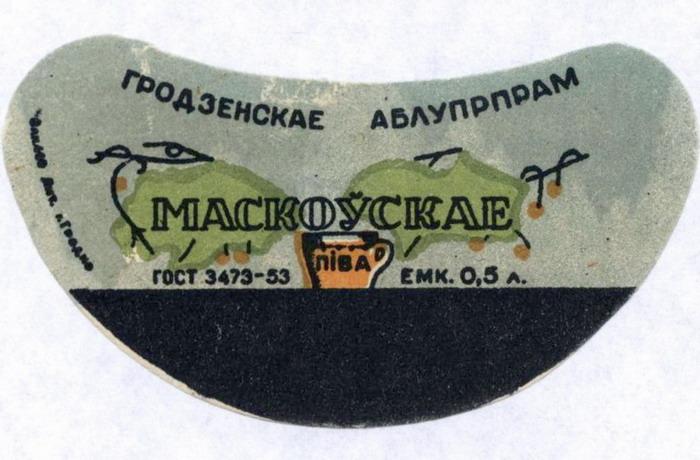 ГРОДЗЕНСКАЕ АБЛУПРПРАМ
МАСКОЎСКАЕ
ПІВА
ГОСТ 3473-53 ЕМК. 0,5 л.